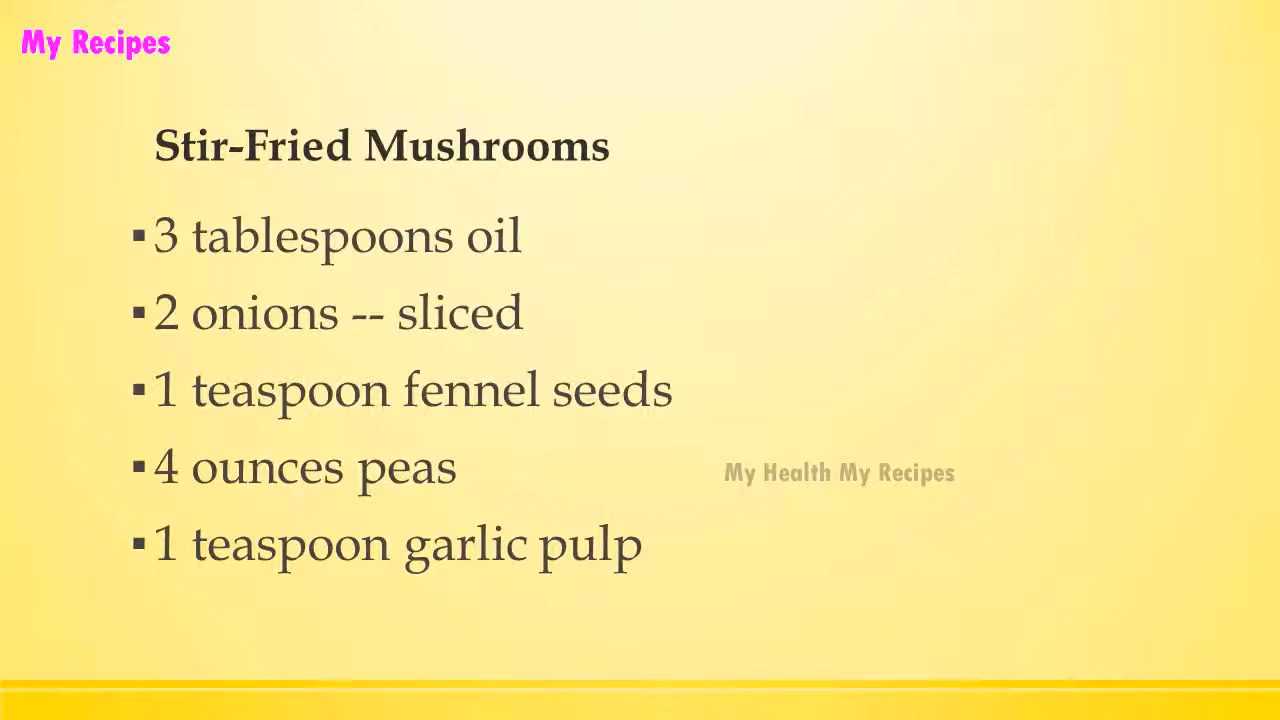 My Recipes
Stir-Fried Mushrooms
▪3 tablespoons oil
▪2 onions -- sliced
▪1 teaspoon fennel seeds
▪4 ounces peas
My Health My Recipes
▪1 teaspoon garlic pulp